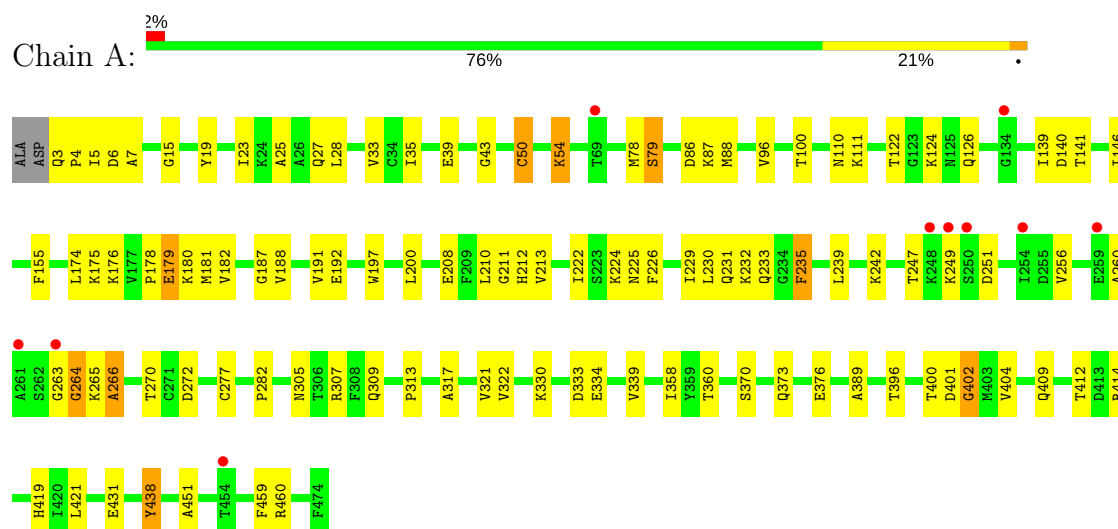 2%
Chain A:
76% 21% •
ALA ASP Q3 P4 I5 D6 A7 G15 Y19 I23 K24 A25 A26 Q27 L28 V33 C34 I35 E39 G43 C50 K54 T69 M78 S79 D86 K87 M88 V96 T100 N110 K111 T122 G123 K124 N125 Q126 G134 I139 D140 T141 I146
F155 L174 K175 K176 V177 P178 E179 K180 M181 V182 G187 V188 V191 E192 W197 L200 E208 F209 L210 G211 H212 V213 I222 S223 K224 N225 F226 I229 L230 Q231 K232 Q233 G234 F235 L239 K242 T247 K248 K249 S250 D251 I254 D255 V256 E259 A260
A261 S262 G263 G264 K265 A266 T270 C271 D272 C277 P282 N305 T306 R307 F308 Q309 P313 A317 V321 V322 K330 D333 E334 V339 I358 Y359 T360 S370 Q373 E376 A389 T396 T400 D401 G402 M403 V404 Q409 T412 D413 R414
H419 I420 L421 E431 Y438 A451 T454 F459 R460 F474